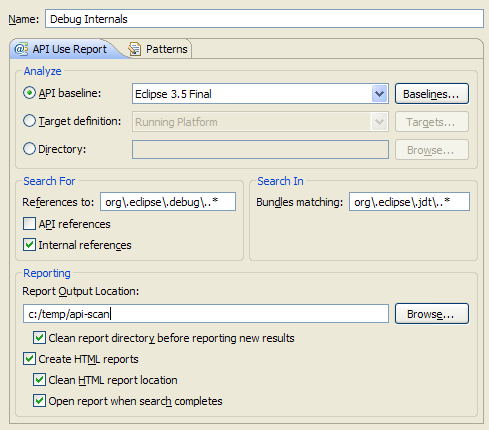 Name: Debug Internals
API Use Report Patterns
Analyze
API baseline: Eclipse 3.5 Final Baselines...
Target definition: Running Platform Targets...
Directory: Browse...
Search For Search In
References to: org\.eclipse\.debug\..* Bundles matching: org\.eclipse\.jdt\..*
API references
Internal references
Reporting
Report Output Location:
c:/temp/api-scan Browse...
Clean report directory before reporting new results
Create HTML reports
Clean HTML report location
Open report when search completes